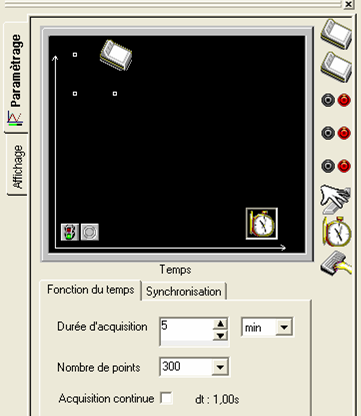 Paramètrage
Affichage
Temps
Fonction du temps
Synchronisation
Durée d'acquisition
5
min
Nombre de points
300
Acquisition continue
dt : 1,00s